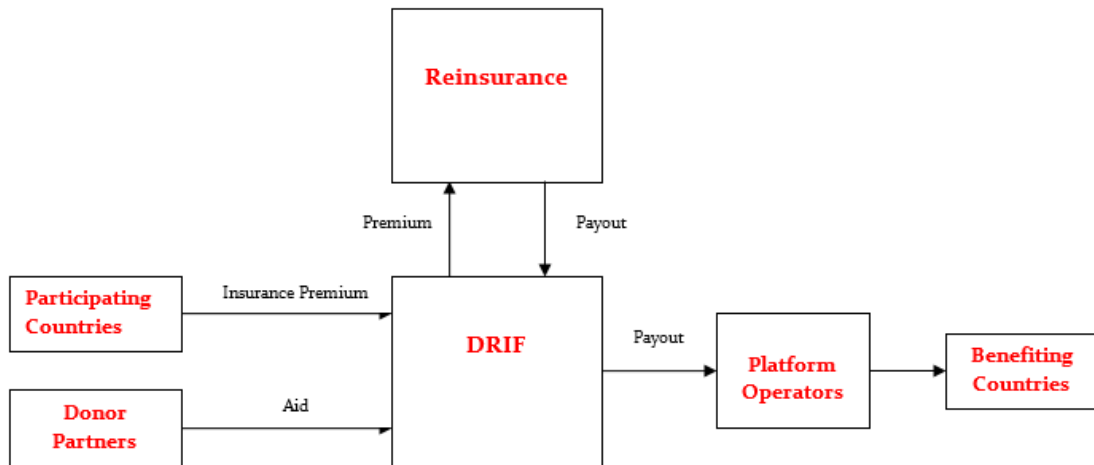 Reinsurance
Premium
Payout
Participating
Countries
Insurance Premium
DRIF
Payout
Platform
Operators
Benefiting
Countries
Donor
Partners
Aid